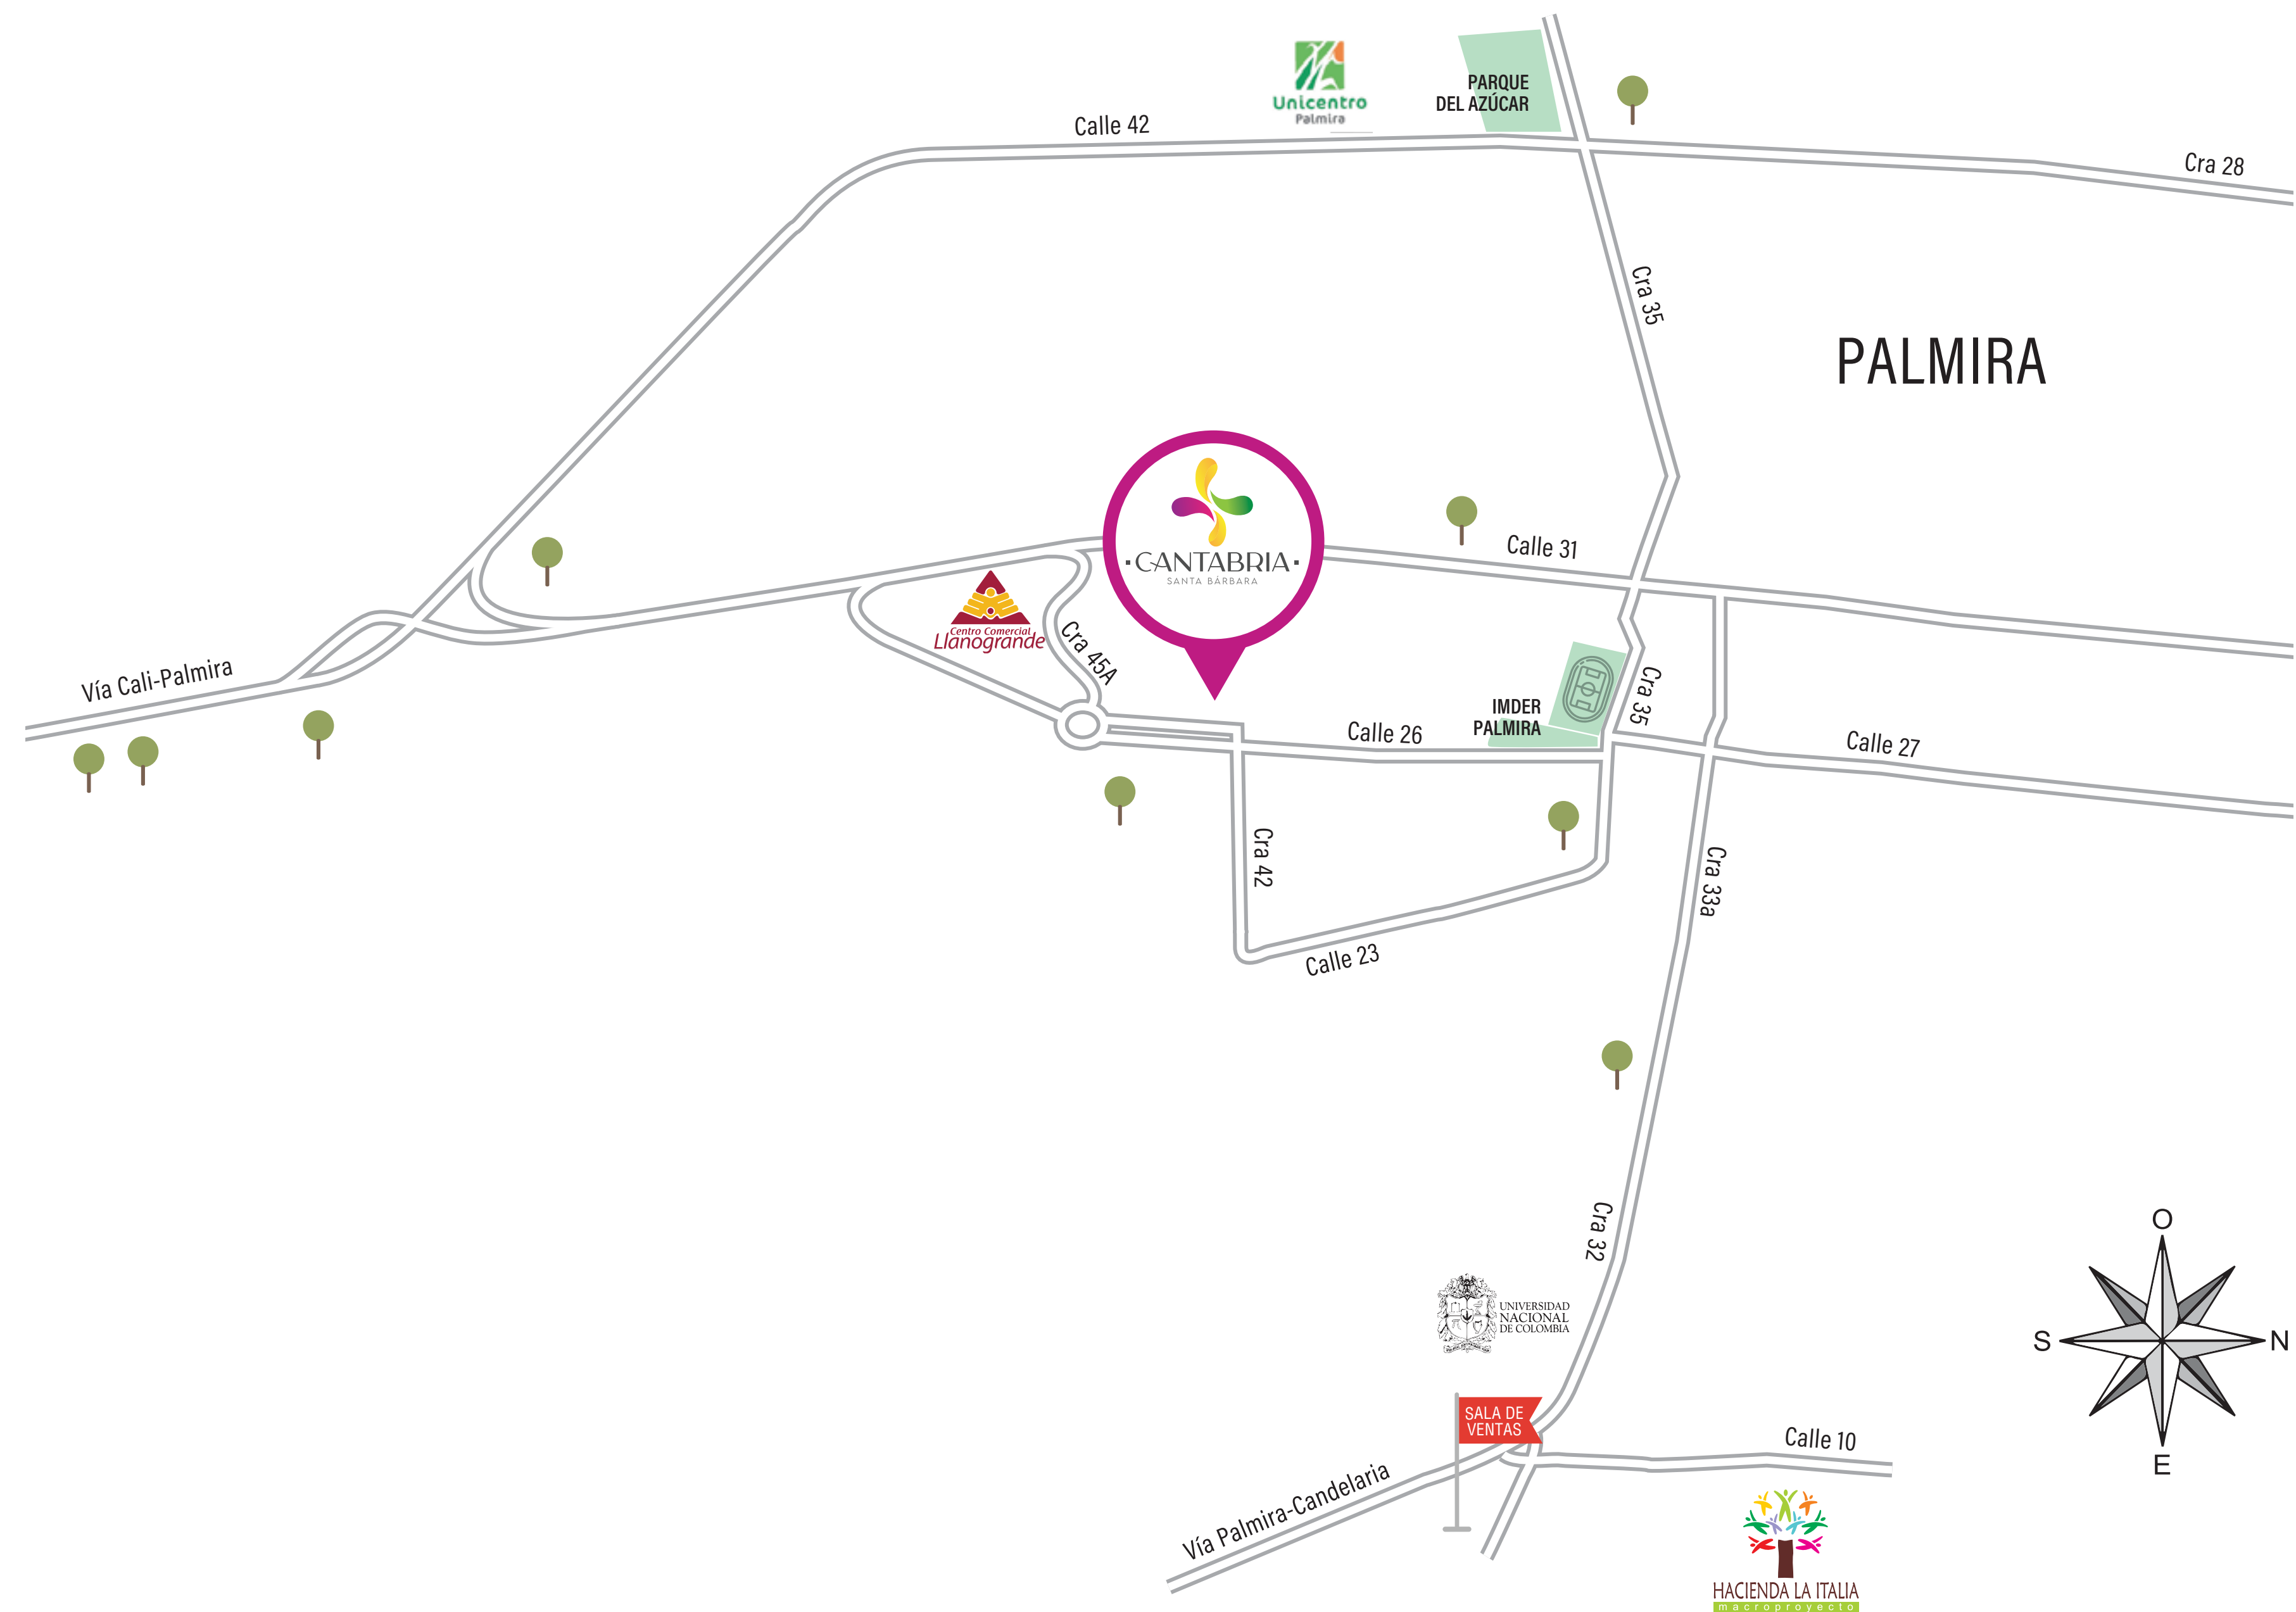 Unicentro
Palmira
PARQUE
DEL AZÚCAR
Calle 42
Cra 28
Cra 35
PALMIRA
·CANTABRIA·
SANTA BÁRBARA
Calle 31
Centro Comercial
Llanogrande
Cra 45A
Vía Cali-Palmira
IMDER
PALMIRA
Cra 35
Calle 26
Calle 27
Cra 42
Cra 33a
Calle 23
Cra 32
O
S
N
E
UNIVERSIDAD
NACIONAL
DE COLOMBIA
SALA DE
VENTAS
Calle 10
Vía Palmira-Candelaria
HACIENDA LA ITALIA
macroproyecto